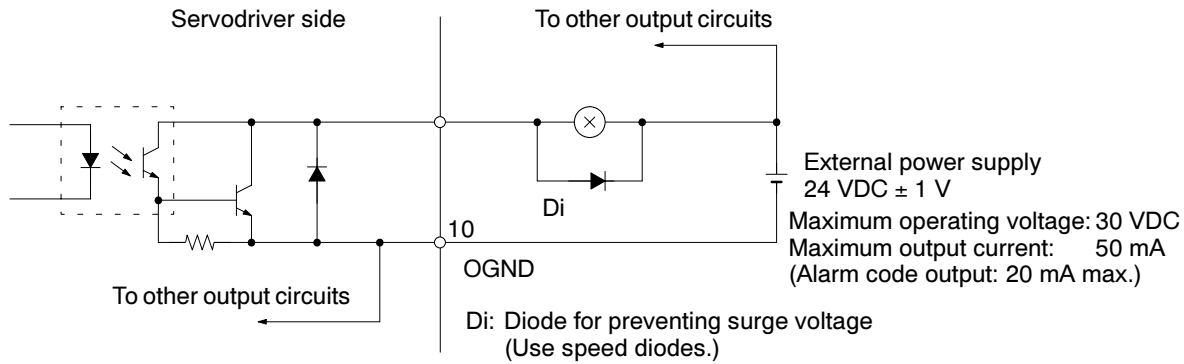 Servodriver side
To other output circuits
External power supply
24 VDC ± 1 V
Maximum operating voltage: 30 VDC
Maximum output current: 50 mA
(Alarm code output: 20 mA max.)
Di
10
OGND
To other output circuits
Di: Diode for preventing surge voltage
(Use speed diodes.)